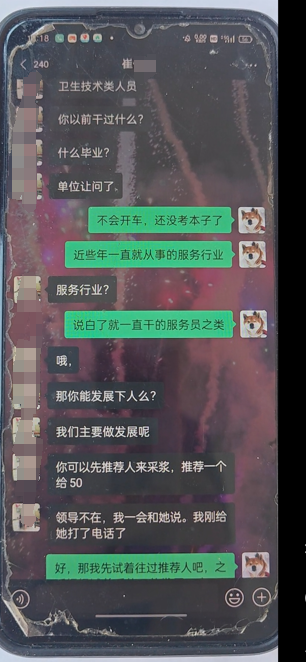 18
240
崔
卫生技术类人员
你以前干过什么？
什么毕业？
单位让问了，
不会开车，还没考本子了
近些年一直就从事的服务行业
服务行业？
说白了就一直干的服务员之类
哦，
那你能发展下人么？
我们主要做发展呢
你可以先推荐人来采浆，推荐一个
给 50
领导不在，我一会和她说。我刚给
她打了电话了
好，那我先试着往过推荐人吧，之